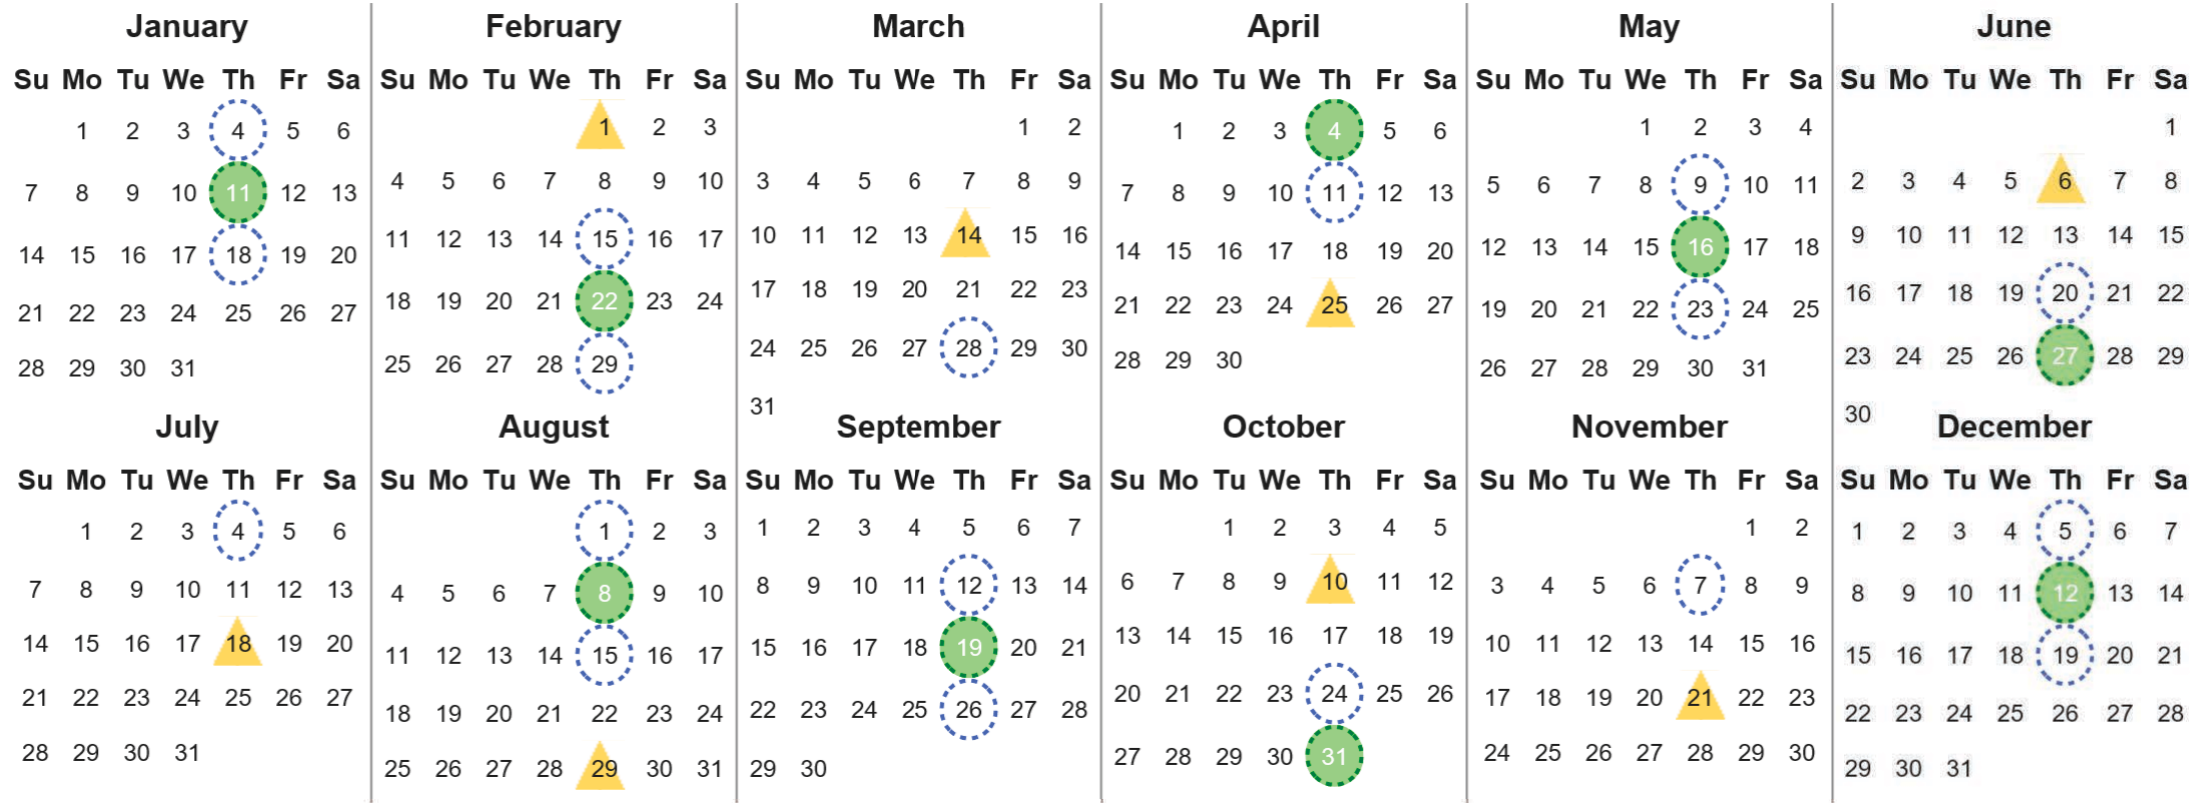 January
Su Mo Tu We Th Fr Sa
1 2 3 4 5 6
7 8 9 10 11 12 13
14 15 16 17 18 19 20
21 22 23 24 25 26 27
28 29 30 31
February
Su Mo Tu We Th Fr Sa
1 2 3
4 5 6 7 8 9 10
11 12 13 14 15 16 17
18 19 20 21 22 23 24
25 26 27 28 29
March
Su Mo Tu We Th Fr Sa
1 2
3 4 5 6 7 8 9
10 11 12 13 14 15 16
17 18 19 20 21 22 23
24 25 26 27 28 29 30
31
April
Su Mo Tu We Th Fr Sa
1 2 3 4 5 6
7 8 9 10 11 12 13
14 15 16 17 18 19 20
21 22 23 24 25 26 27
28 29 30
May
Su Mo Tu We Th Fr Sa
1 2 3 4
5 6 7 8 9 10 11
12 13 14 15 16 17 18
19 20 21 22 23 24 25
26 27 28 29 30 31
June
Su Mo Tu We Th Fr Sa
1
2 3 4 5 6 7 8
9 10 11 12 13 14 15
16 17 18 19 20 21 22
23 24 25 26 27 28 29
30
July
Su Mo Tu We Th Fr Sa
1 2 3 4 5 6
7 8 9 10 11 12 13
14 15 16 17 18 19 20
21 22 23 24 25 26 27
28 29 30 31
August
Su Mo Tu We Th Fr Sa
1 2 3
4 5 6 7 8 9 10
11 12 13 14 15 16 17
18 19 20 21 22 23 24
25 26 27 28 29 30 31
September
Su Mo Tu We Th Fr Sa
1 2 3 4 5 6 7
8 9 10 11 12 13 14
15 16 17 18 19 20 21
22 23 24 25 26 27 28
29 30
October
Su Mo Tu We Th Fr Sa
1 2 3 4 5
6 7 8 9 10 11 12
13 14 15 16 17 18 19
20 21 22 23 24 25 26
27 28 29 30 31
November
Su Mo Tu We Th Fr Sa
1 2
3 4 5 6 7 8 9
10 11 12 13 14 15 16
17 18 19 20 21 22 23
24 25 26 27 28 29 30
December
Su Mo Tu We Th Fr Sa
1 2 3 4 5 6 7
8 9 10 11 12 13 14
15 16 17 18 19 20 21
22 23 24 25 26 27 28
29 30 31